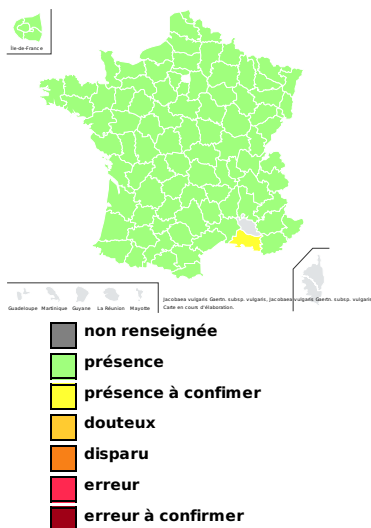 Île-de-France
Guadeloupe Martinique Guyane La Réunion Mayotte
Jacobaea vulgaris Gaertn. subsp. vulgaris, Jacobaea vulgaris Gaertn. subsp. vulgaris
Carte en cours d'élaboration.
non renseignée
présence
présence à confimer
douteux
disparu
erreur
erreur à confirmer